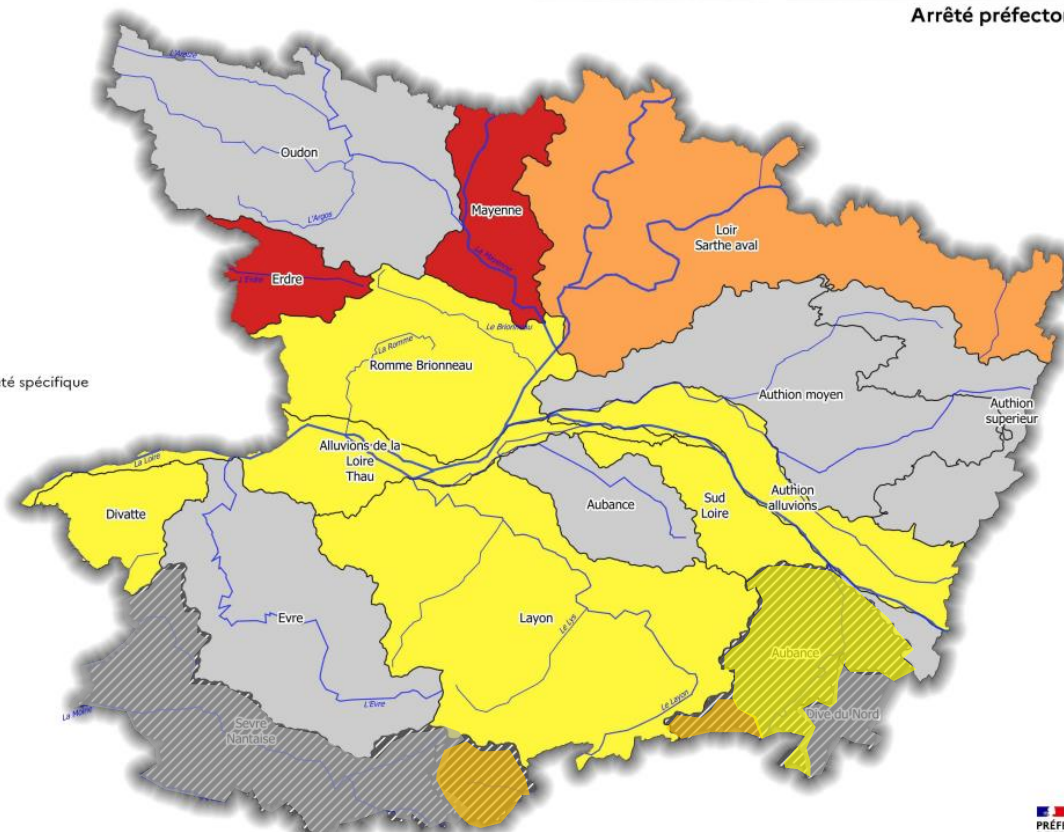 Arrêté préfector
L'Araize
Oudon
L'Argos
Mayenne
La Mayenne
Loir
Sarthe aval
Erdre
L'Erdre
Le Brionneau
La Romme
Romme Brionneau
té spécifique
Authion moyen
Authion
superieur
Alluvions de la
Loire
Thau
La Loire
Divatte
Aubance
Sud
Loire
Authion
alluvions
Evre
Layon
Le Lys
Aubance
Le Layon
L'Evre
La Moine
Sevre
Nantaise
Dive du Nord
PRÉF